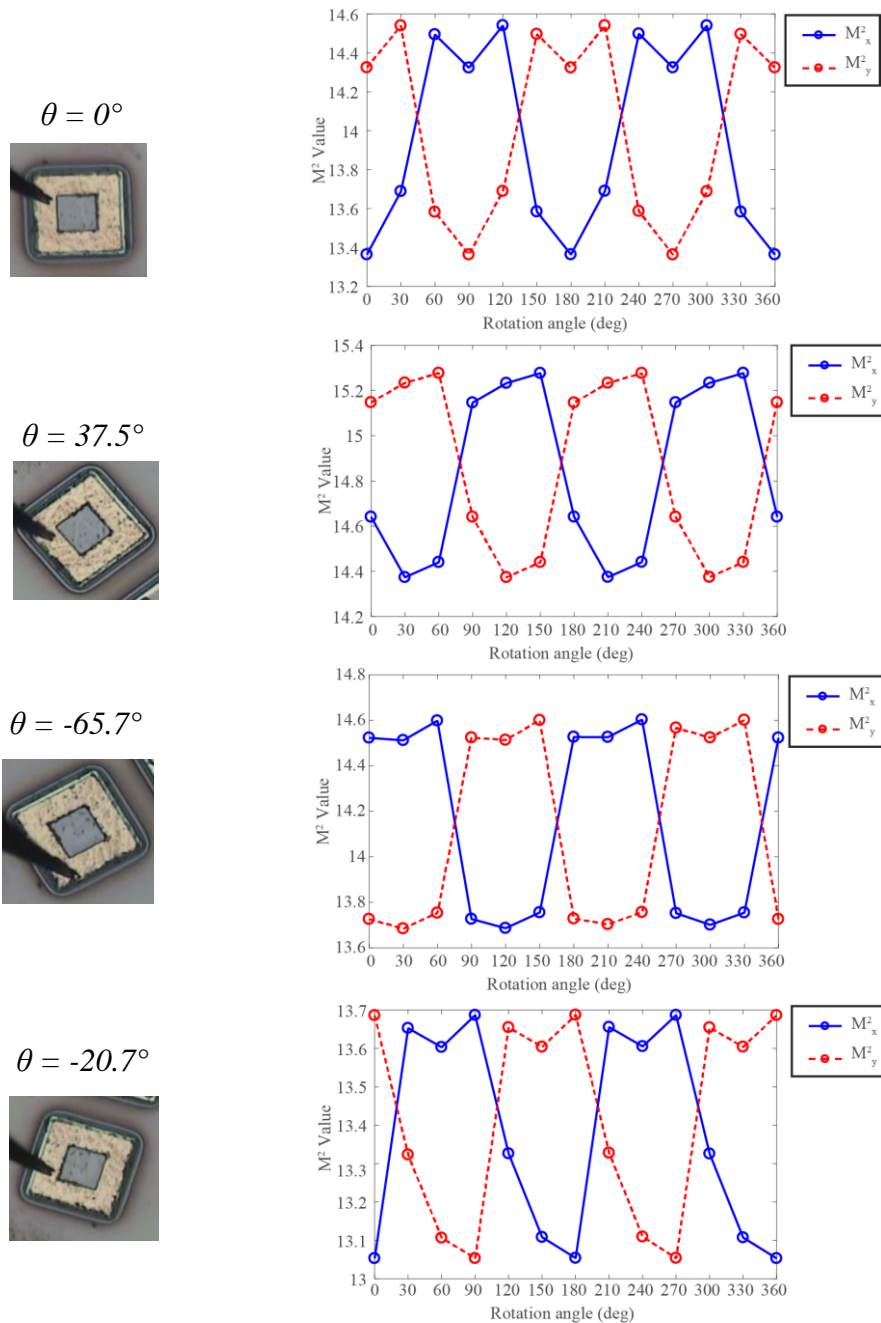 θ = 0°
14.6
14.4
14.2
14
13.8
13.6
13.4
13.2
M² Value
0 30 60 90 120 150 180 210 240 270 300 330 360
Rotation angle (deg)
M²ₓ
M²ᵧ
θ = 37.5°
15.4
15.2
15
14.8
14.6
14.4
14.2
M² Value
0 30 60 90 120 150 180 210 240 270 300 330 360
Rotation angle (deg)
M²ₓ
M²ᵧ
θ = -65.7°
14.8
14.6
14.4
14.2
14
13.8
13.6
M² Value
0 30 60 90 120 150 180 210 240 270 300 330 360
Rotation angle (deg)
M²ₓ
M²ᵧ
θ = -20.7°
13.7
13.6
13.5
13.4
13.3
13.2
13.1
13
M² Value
0 30 60 90 120 150 180 210 240 270 300 330 360
Rotation angle (deg)
M²ₓ
M²ᵧ